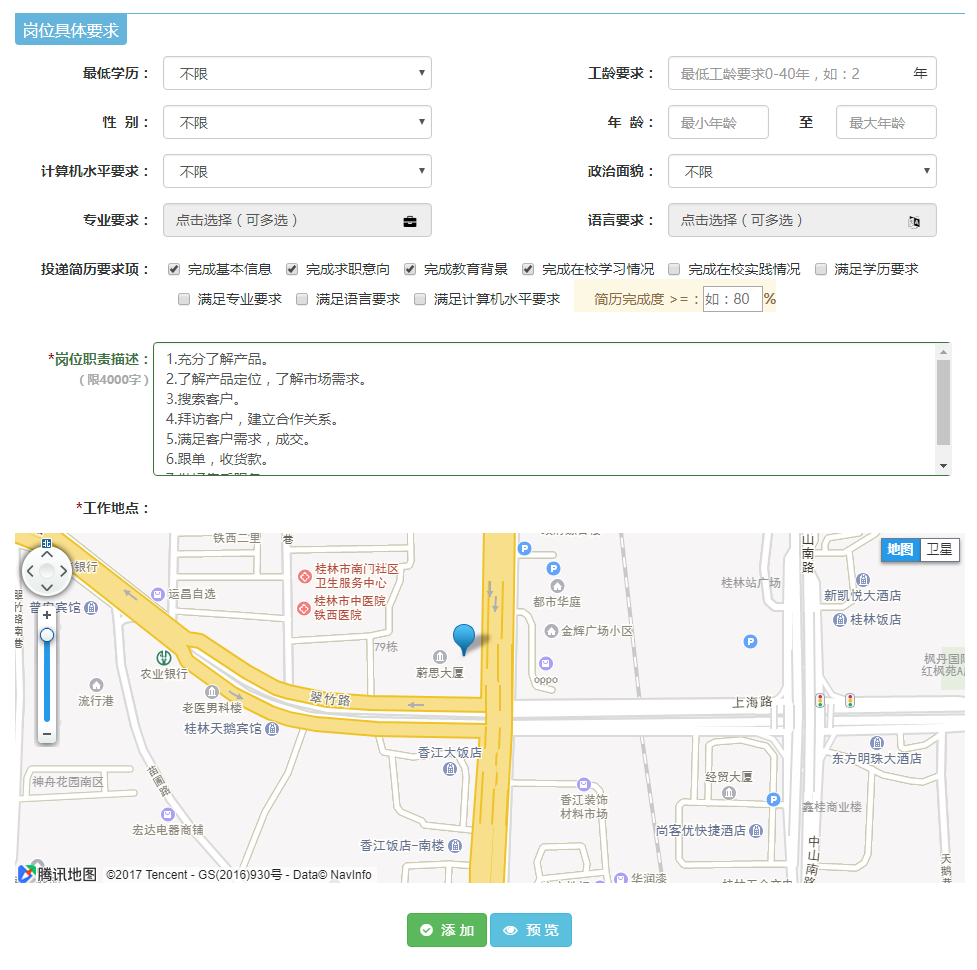 岗位具体要求
最低学历： 不限 工龄要求： 最低工龄要求0-40年，如：2 年
性 别： 不限 年 龄： 最小年龄 至 最大年龄
计算机水平要求： 不限 政治面貌： 不限
专业要求： 点击选择（可多选） 语言要求： 点击选择（可多选）
投递简历要求项： 完成基本信息 完成求职意向 完成教育背景 完成在校学习情况 完成在校实践情况 满足学历要求
满足专业要求 满足语言要求 满足计算机水平要求 简历完成度 >=：如：80 %
*岗位职责描述：
（限4000字）
1.充分了解产品。
2.了解产品定位，了解市场需求。
3.搜索客户。
4.拜访客户，建立合作关系。
5.满足客户需求，成交。
6.跟单，收货款。
*工作地点：
铁西二里
巷
山南路
地图 卫星
银行
桂林市南门社区
卫生服务中心
P
P
桂林站广场
运昌自选
桂林市中医院
铁西医院
都市华庭
新凯悦大酒店
普安宾馆
翠竹路南巷
桂林饭店
金辉广场小区
P
79栋
蔚思大厦
oppo
农业银行
枫丹国际
流行港
老医男科楼
翠竹路
上海路
桂林天鹅宾馆
香江大饭店
东方明珠大酒店
神舟花园南区
苗圃路
经贸大厦
香江装饰
材料市场
P
鑫桂商业楼
宏达电器商铺
尚客优快捷酒店
香江饭店-南楼
中山南路
天鹅巷
华润漆
腾讯地图 ©2017 Tencent - GS(2016)930号 - Data© NavInfo
添加 预览